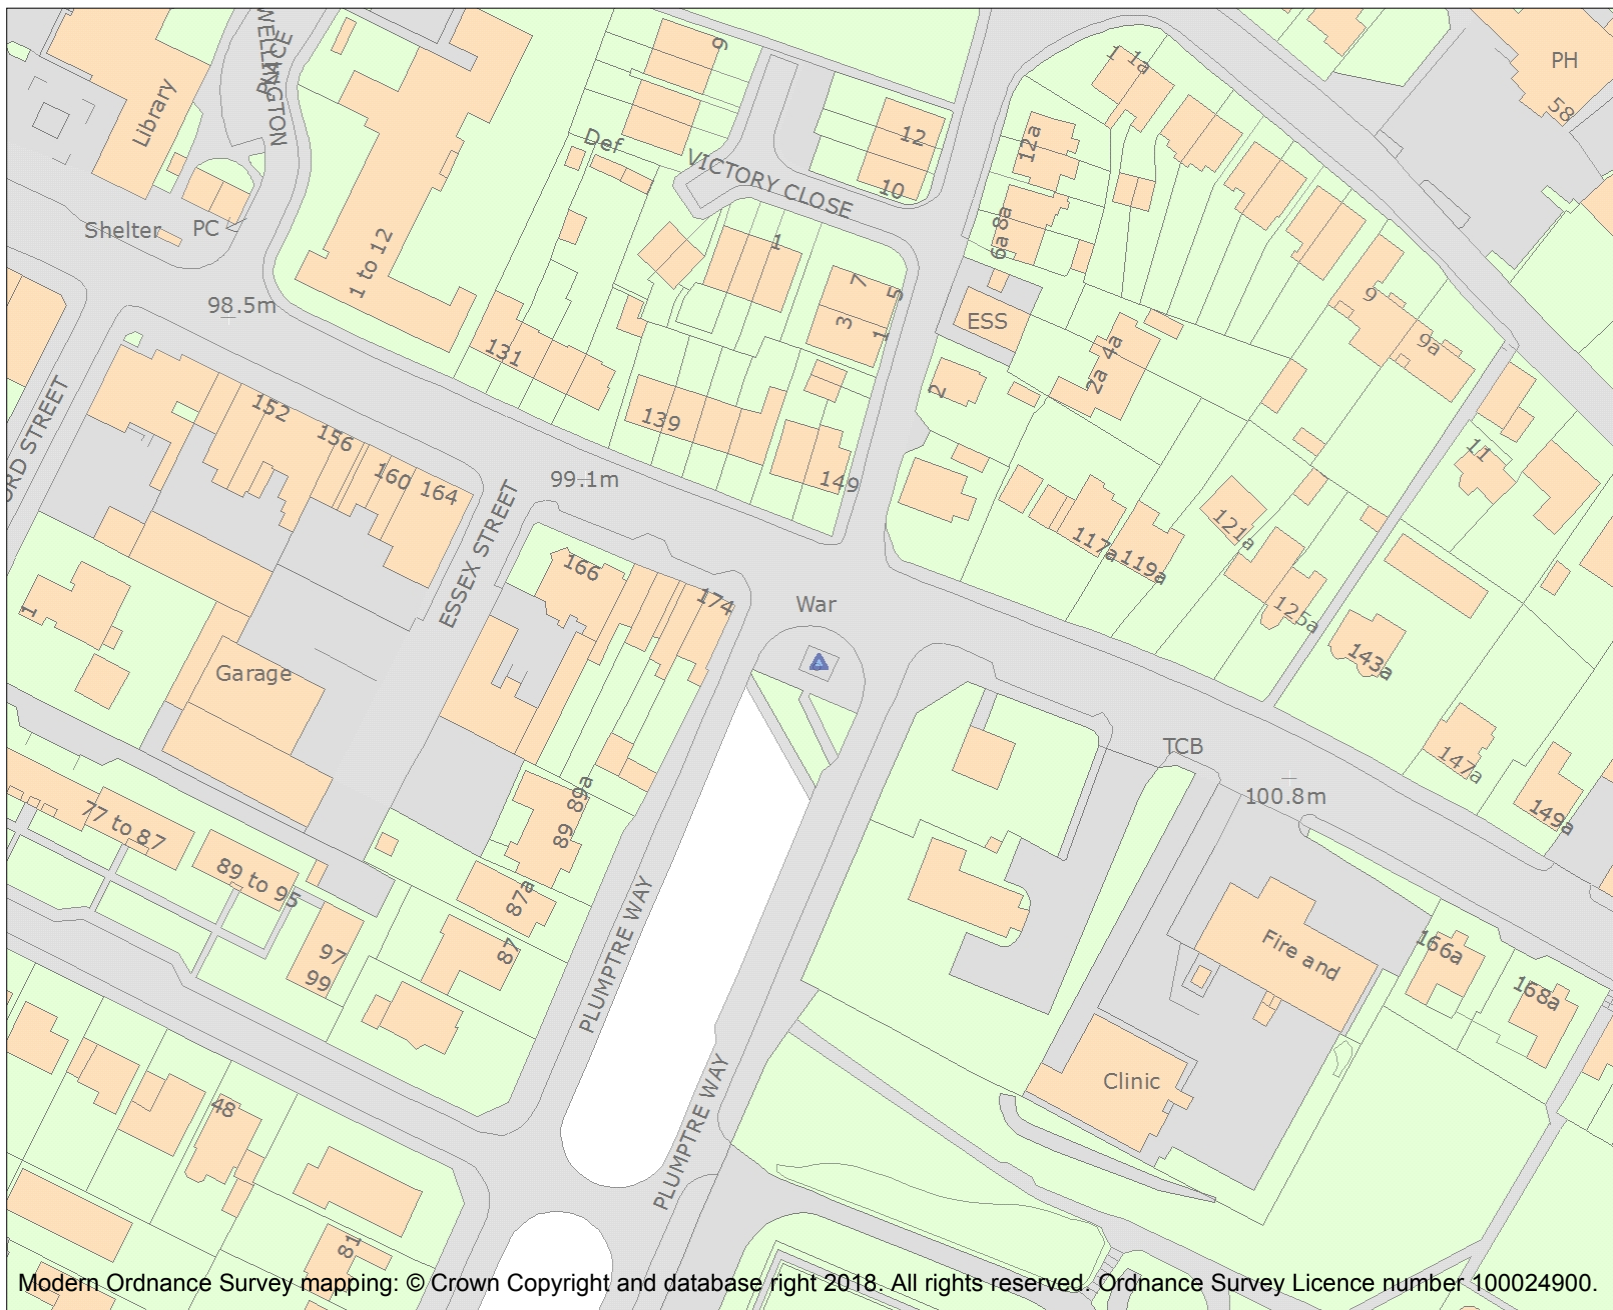 WELLINGTON
PLACE
Library
Shelter
PC
98.5m
1 to 12
9
Def
VICTORY CLOSE
12
10
1
7
5
3
1
131
139
149
1 1a
12a
6a 8a
ESS
2
2a 4a
9
9a
11
PH
58
152
156
160
164
99.1m
ESSEX STREET
166
174
War
117a
119a
121a
125a
143a
147a
149a
1
Garage
77 to 87
89 to 95
97
99
89
89a
87a
87
PLUMPTRE WAY
PLUMPTRE WAY
TCB
100.8m
Fire and
166a
168a
Clinic
48
81
Modern Ordnance Survey mapping: © Crown Copyright and database right 2018. All rights reserved. Ordnance Survey Licence number 100024900.